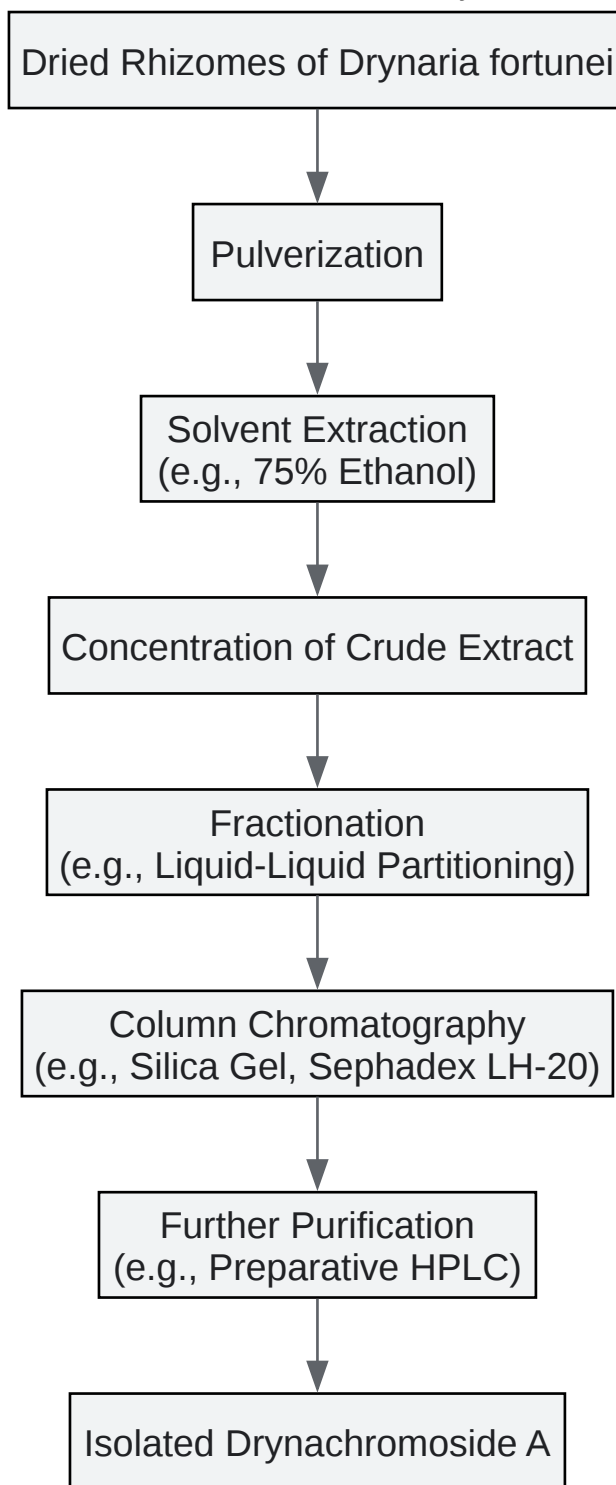 Dried Rhizomes of Drynaria fortunei
Pulverization
Solvent Extraction
(e.g., 75% Ethanol)
Concentration of Crude Extract
Fractionation
(e.g., Liquid-Liquid Partitioning)
Column Chromatography
(e.g., Silica Gel, Sephadex LH-20)
Further Purification
(e.g., Preparative HPLC)
Isolated Drynachromoside A